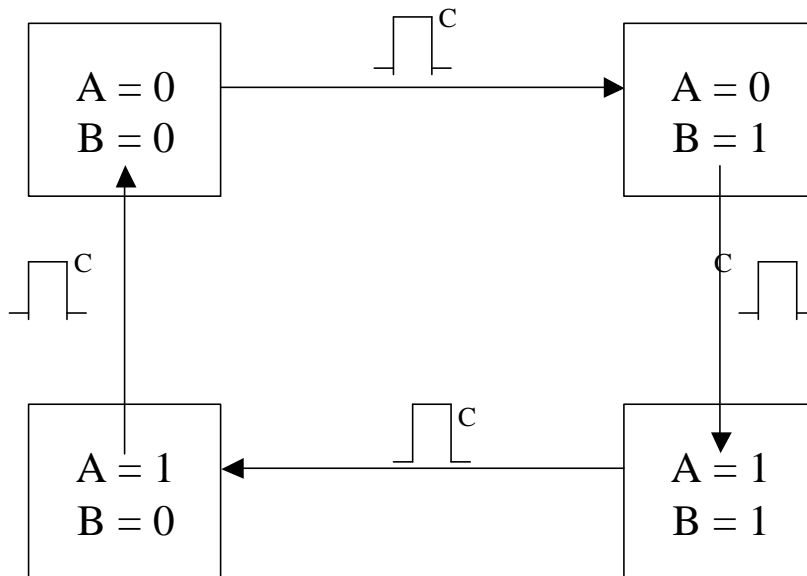 C
A = 0
B = 0
A = 0
B = 1
C
C
C
A = 1
B = 0
A = 1
B = 1